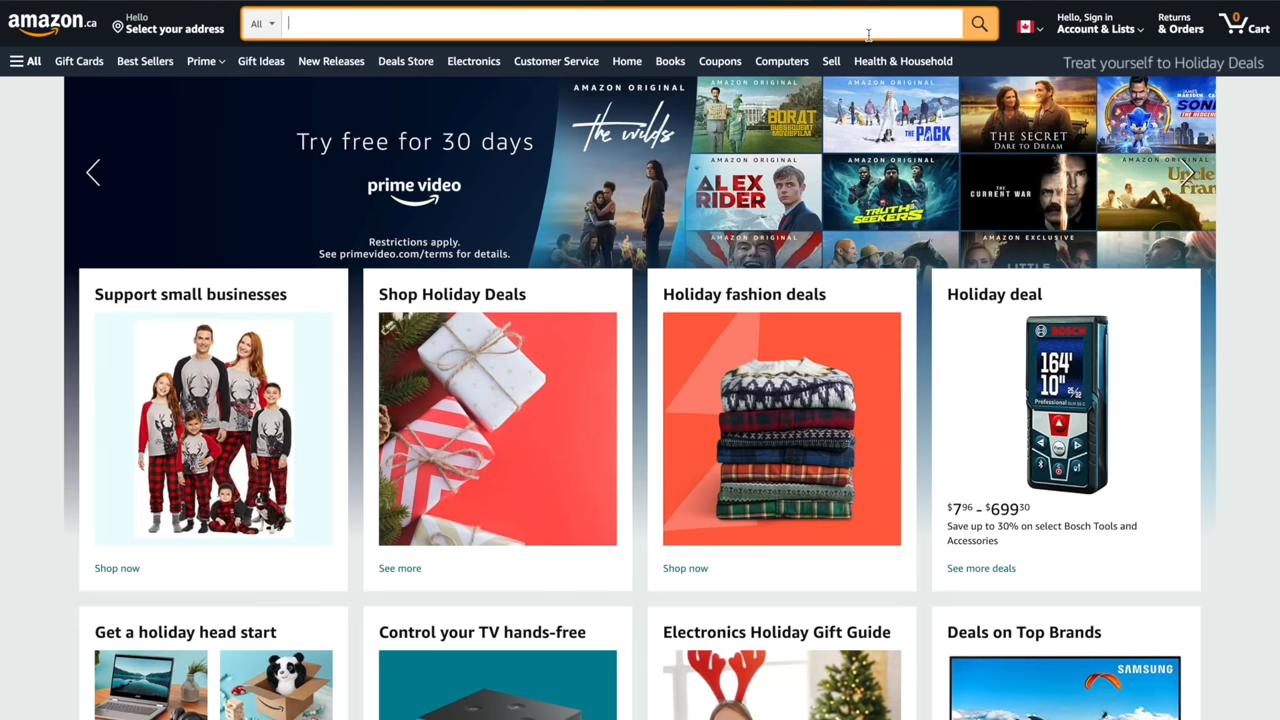 amazon.ca
Hello
Select your address
All
0
Hello, Sign in
Account & Lists
Returns
& Orders
Cart
All
Gift Cards
Best Sellers
Prime
Gift Ideas
New Releases
Deals Store
Electronics
Customer Service
Home
Books
Coupons
Computers
Sell
Health & Household
Treat yourself to Holiday Deals
Try free for 30 days
prime video
Restrictions apply.
See primevideo.com/terms for details.
AMAZON ORIGINAL
the wilds
AMAZON ORIGINAL
BORAT
SUBSEQUENT
MOVIEFILM
AMAZON ORIGINAL
THE PACK
THE SECRET
DARE TO DREAM
SONI
AMAZON ORIGINAL
ALEX
RIDER
AMAZON ORIGINAL
TRUTH
SEEKERS
THE
CURRENT WAR
AMAZON ORIGINAL
Uncle
Fran
AMAZON ORIGINAL
AMAZON EXCLUSIVE
LITTLE
Support small businesses
Shop now
Shop Holiday Deals
See more
Holiday fashion deals
Shop now
Holiday deal
BOSCH
164'
10" 25/32
Professional
$7.96 - $699.30
Save up to 30% on select Bosch Tools and
Accessories
See more deals
Get a holiday head start
Control your TV hands-free
Electronics Holiday Gift Guide
Deals on Top Brands
SAMSUNG